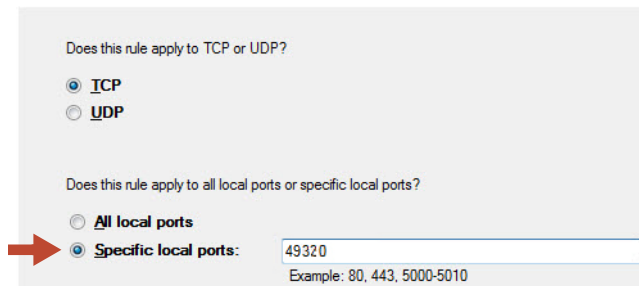 Does this rule apply to TCP or UDP?
TCP
UDP
Does this rule apply to all local ports or specific local ports?
All local ports
Specific local ports: 49320
Example: 80, 443, 5000-5010